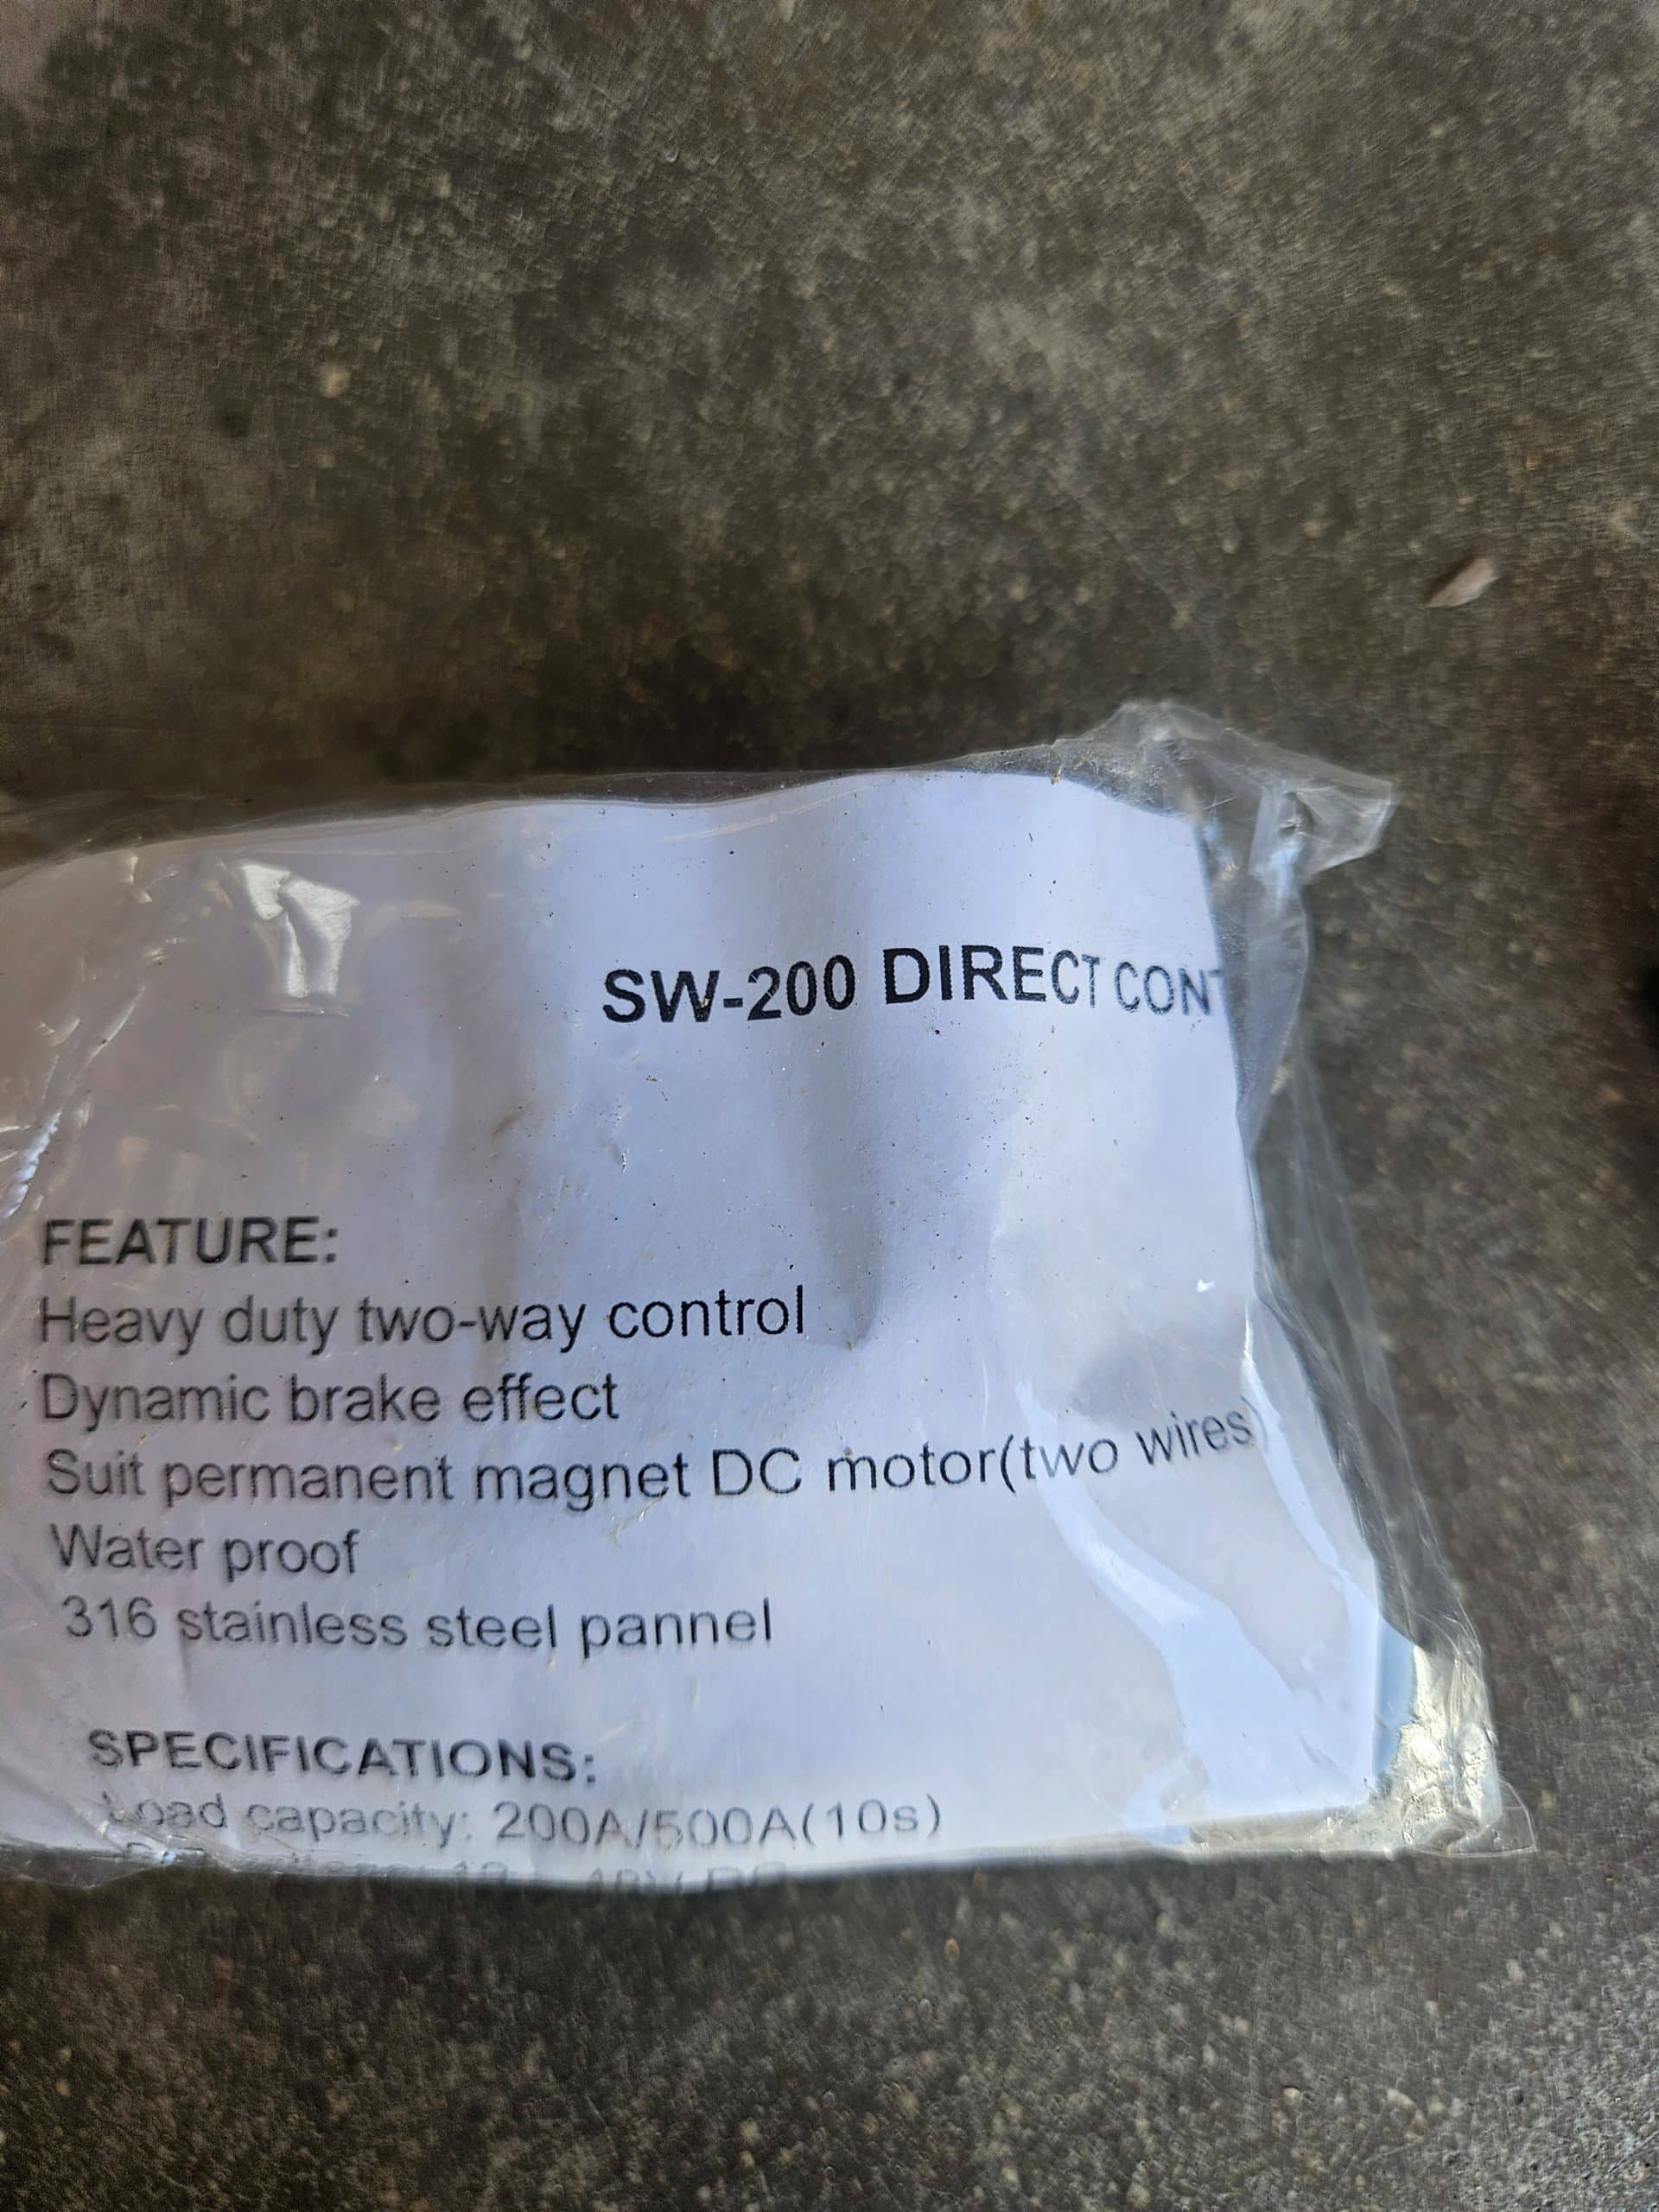 SW-200 DIRECT CONT
FEATURE:
Heavy duty two-way control
Dynamic brake effect
Suit permanent magnet DC motor(two wires)
Water proof
316 stainless steel pannel
SPECIFICATIONS:
Load capacity: 200A/500A(10s)